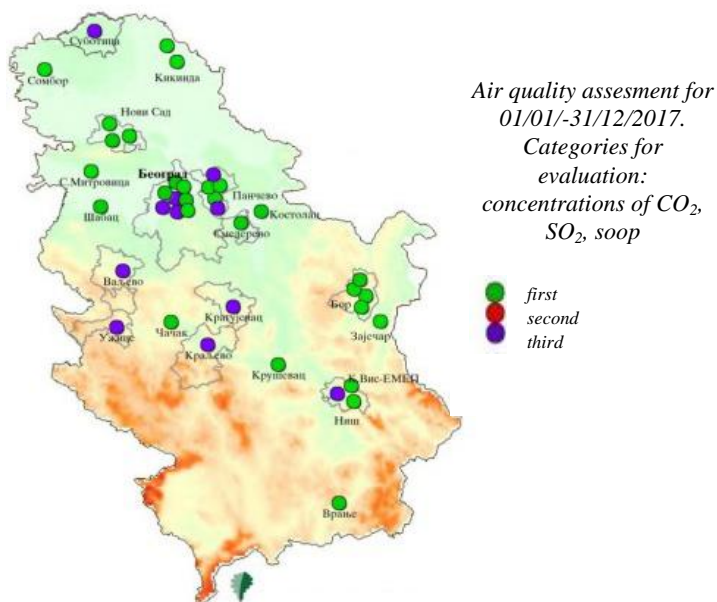 Суботица
Сомбор
Кикинда
Нови Сад
С.Митровица
Београд
Панчево
Шабац
Костолац
Смедерево
Ваљево
Бор
Крагујевац
Ужице
Чачак
Зајечар
Краљево
Крушевац
К.Вис-ЕМЕП
Ниш
Врање
Air quality assesment for
01/01/-31/12/2017.
Categories for
evaluation:
concentrations of CO₂,
SO₂, soop
first
second
third